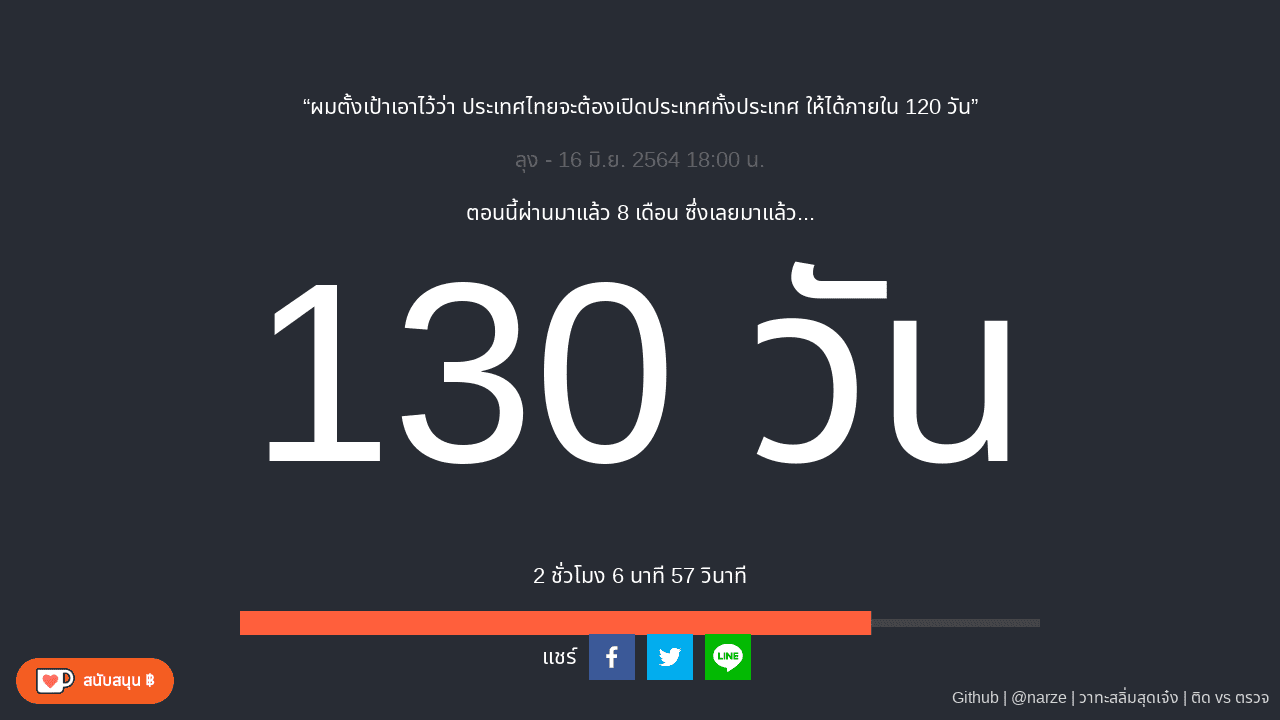 “ผมตั้งเป้าเอาไว้ว่า ประเทศไทยจะต้องเปิดประเทศทั้งประเทศ ให้ได้ภายใน 120 วัน”
ลุง - 16 มิ.ย. 2564 18:00 น.
ตอนนี้ผ่านมาแล้ว 8 เดือน ซึ่งเลยมาแล้ว...
130 วัน
2 ชั่วโมง 6 นาที 57 วินาที
แชร์
LINE
สนับสนุน ฿
Github | @narze | วาทะสลิ่มสุดเจ๋ง | ติด vs ตรวจ